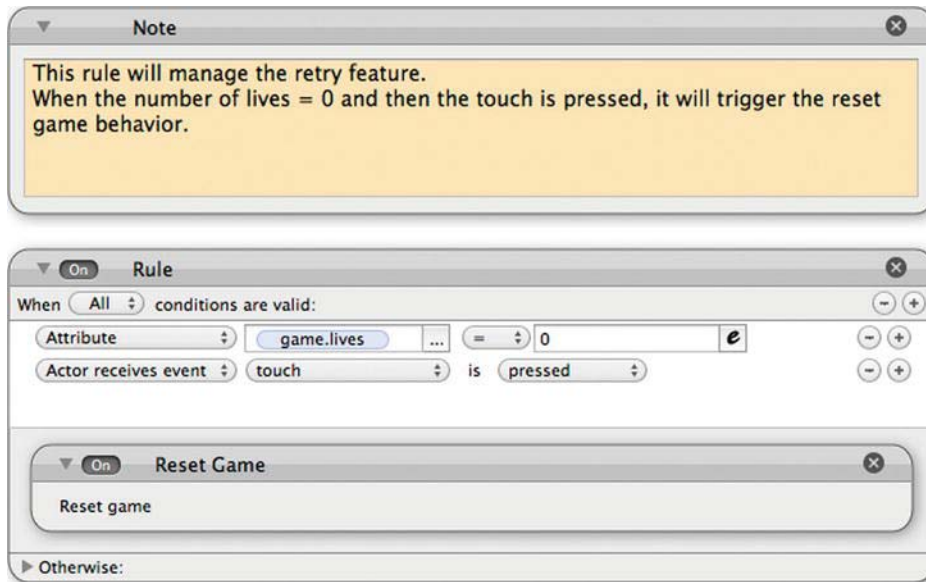 Note
This rule will manage the retry feature.
When the number of lives = 0 and then the touch is pressed, it will trigger the reset
game behavior.
On Rule
When All conditions are valid:
Attribute game.lives ... = 0 e
Actor receives event touch is pressed
On Reset Game
Reset game
Otherwise: